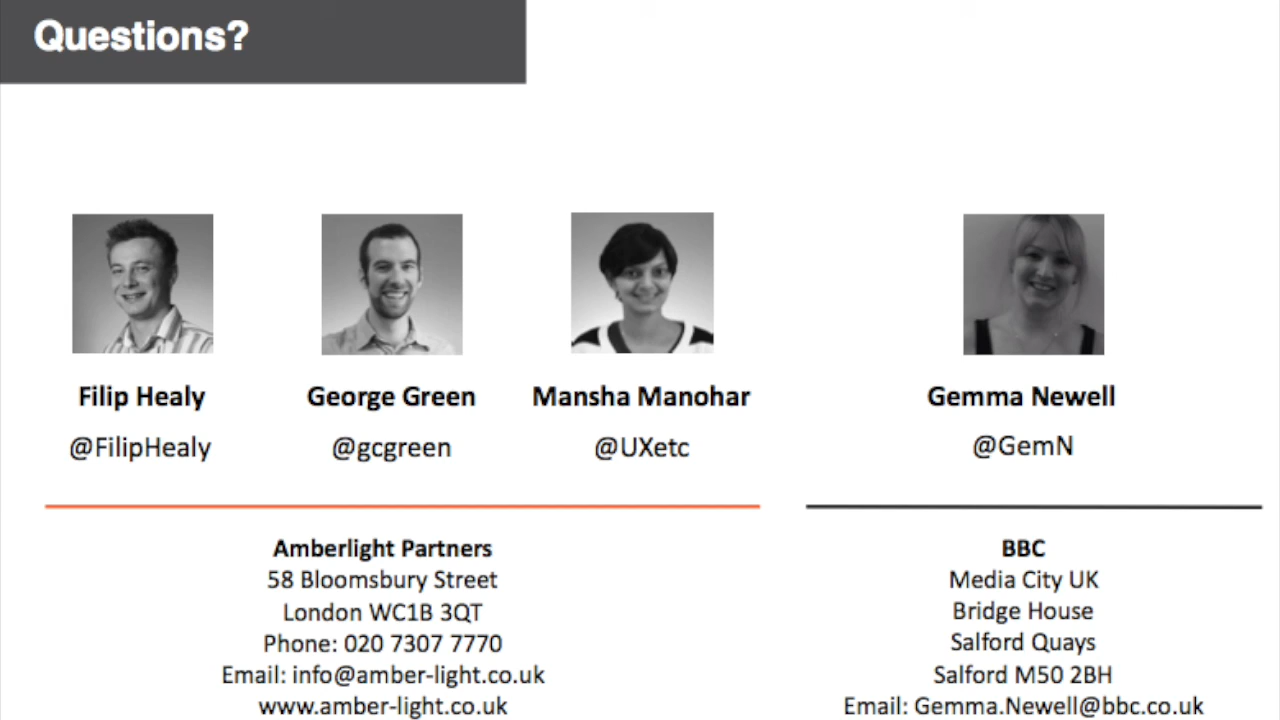 Questions?
Filip Healy
George Green
Mansha Manohar
Gemma Newell
@FilipHealy
@gcgreen
@UXetc
@GemN
Amberlight Partners
58 Bloomsbury Street
London WC1B 3QT
Phone: 020 7307 7770
Email: info@amber-light.co.uk
www.amber-light.co.uk
BBC
Media City UK
Bridge House
Salford Quays
Salford M50 2BH
Email: Gemma.Newell@bbc.co.uk